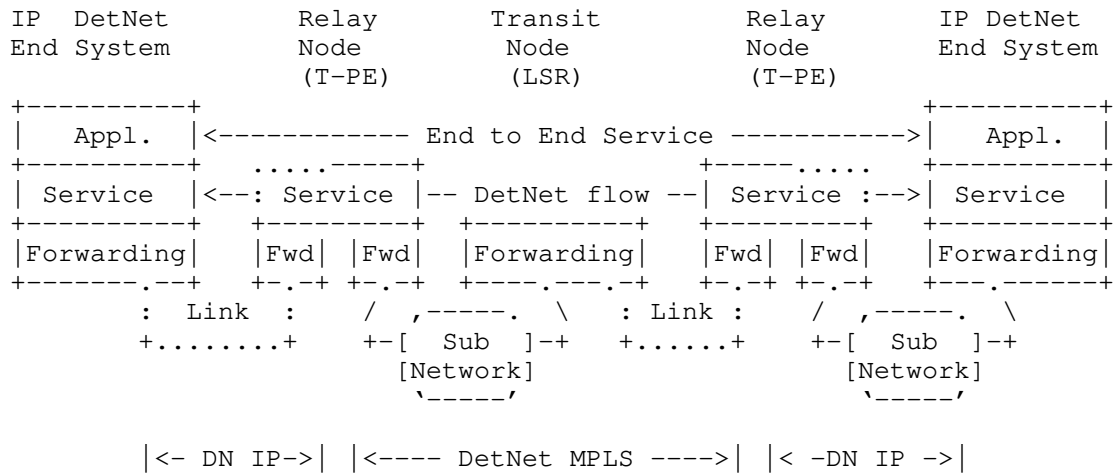 IP  DetNet         Relay         Transit         Relay         IP DetNet
End System         Node          Node            Node          End System
                   (T-PE)        (LSR)           (T-PE)
Appl. <------------ End to End Service -----------> Appl.
Service <--: Service -- DetNet flow -- Service :--> Service
Forwarding Fwd Fwd Forwarding Fwd Fwd Forwarding
: Link : / ,-----. \ : Link : / ,-----. \
+........+ +-[ Sub ]-+ +......+ +-[ Sub ]-+
[Network] [Network]
`-----' `-----'
|<- DN IP->| |<---- DetNet MPLS ---->| |< -DN IP ->|